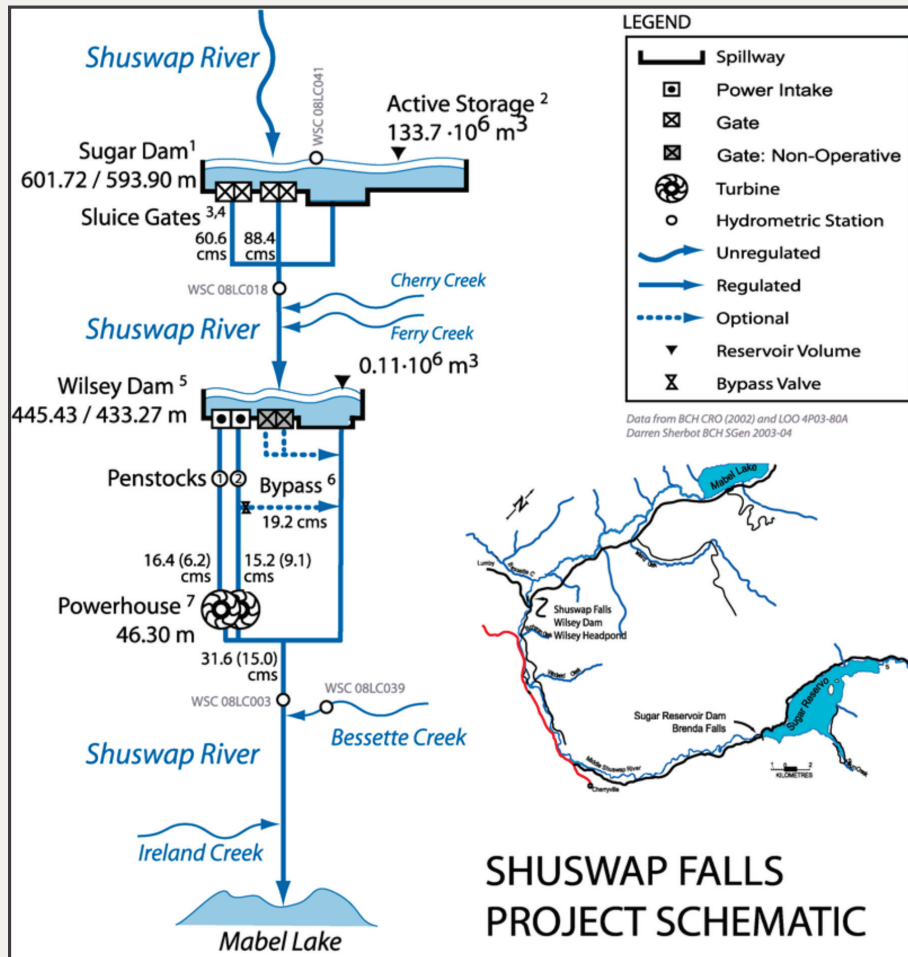 Shuswap River
WSC 08LC041
Active Storage 2
133.7 ·10⁶ m³
Sugar Dam¹
601.72 / 593.90 m
Sluice Gates 3,4
60.6
cms
88.4
cms
WSC 08LC018
Cherry Creek
Shuswap River
Ferry Creek
0.11·10⁶ m³
Wilsey Dam 5
445.43 / 433.27 m
Penstocks
1
2
Bypass 6
19.2 cms
16.4 (6.2)
cms
15.2 (9.1)
cms
Powerhouse 7
46.30 m
31.6 (15.0)
cms
WSC 08LC003
WSC 08LC039
Bessette Creek
Shuswap River
Ireland Creek
Mabel Lake
LEGEND
Spillway
Power Intake
Gate
Gate: Non-Operative
Turbine
Hydrometric Station
Unregulated
Regulated
Optional
Reservoir Volume
Bypass Valve
Data from BCH CRO (2002) and LOO 4P03-80A
Darren Sherbot BCH SGen 2003-04
Mabel Lake
N
Lumby
Bessette C
Shuswap Falls
Wilsey Dam
Wilsey Headpond
Sugar Reservoir Dam
Brenda Falls
Middle Shuswap River
Cherryville
KILOMETRES
SHUSWAP FALLS
PROJECT SCHEMATIC